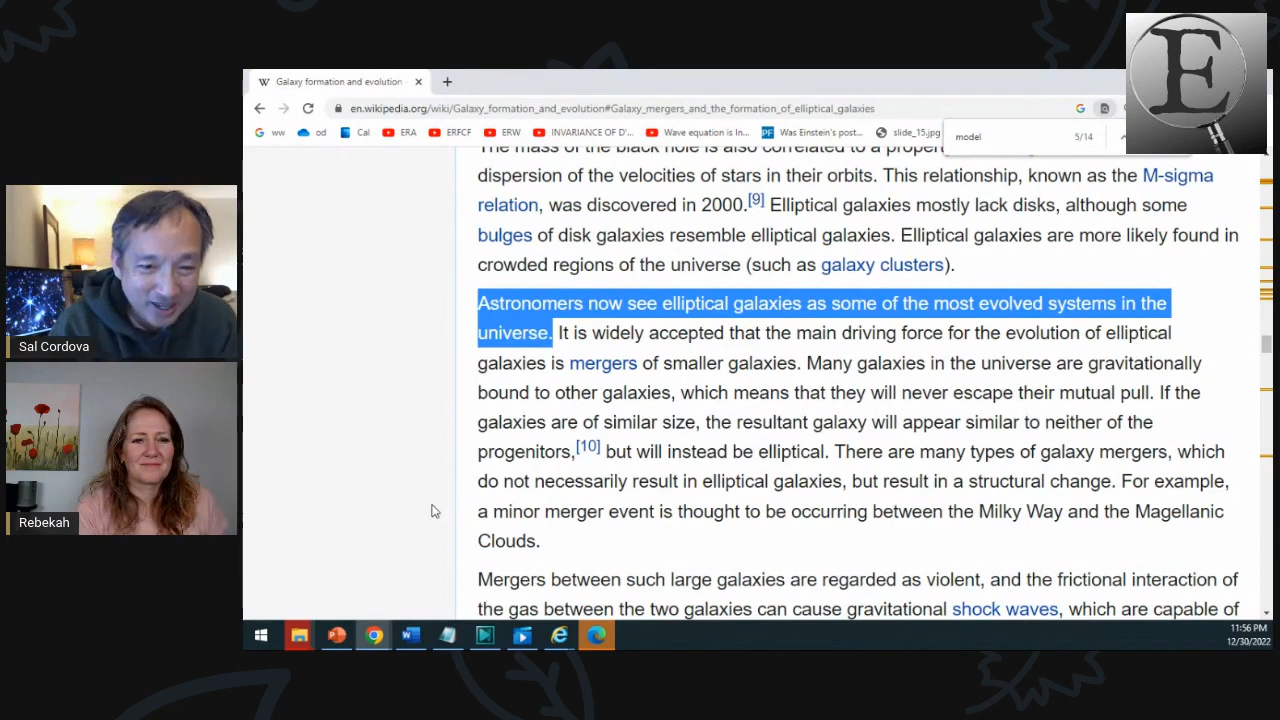 E
Galaxy formation and evolution
en.wikipedia.org/wiki/Galaxy_formation_and_evolution#Galaxy_mergers_and_the_formation_of_elliptical_galaxies
ww od Cal ERA ERFCF ERW INVARIANCE OF D'... Wave equation is In... Was Einstein's post... slide_15.jpg
model 5/14
The mass of the black hole is also correlated to a propert
dispersion of the velocities of stars in their orbits. This relationship, known as the M-sigma
relation, was discovered in 2000.[9] Elliptical galaxies mostly lack disks, although some
bulges of disk galaxies resemble elliptical galaxies. Elliptical galaxies are more likely found in
crowded regions of the universe (such as galaxy clusters).
Astronomers now see elliptical galaxies as some of the most evolved systems in the
universe. It is widely accepted that the main driving force for the evolution of elliptical
galaxies is mergers of smaller galaxies. Many galaxies in the universe are gravitationally
bound to other galaxies, which means that they will never escape their mutual pull. If the
galaxies are of similar size, the resultant galaxy will appear similar to neither of the
progenitors,[10] but will instead be elliptical. There are many types of galaxy mergers, which
do not necessarily result in elliptical galaxies, but result in a structural change. For example,
a minor merger event is thought to be occurring between the Milky Way and the Magellanic
Clouds.
Mergers between such large galaxies are regarded as violent, and the frictional interaction of
the gas between the two galaxies can cause gravitational shock waves, which are capable of
Sal Cordova
Rebekah
11:56 PM
12/30/2022